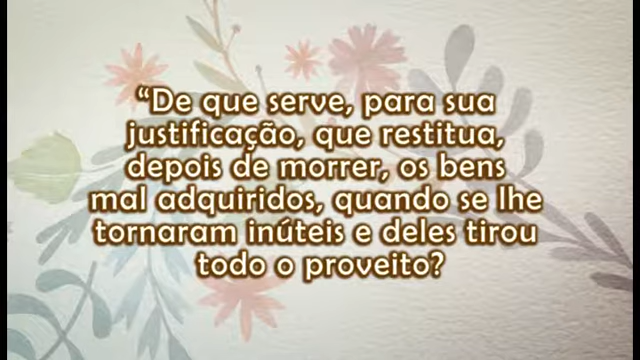 “De que serve, para sua
justificação, que restitua,
depois de morrer, os bens
mal adquiridos, quando se lhe
tornaram inúteis e deles tirou
todo o proveito?